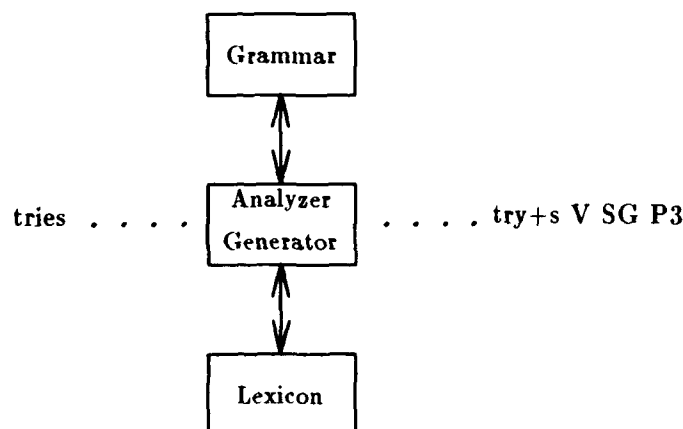 Grammar
Analyzer
tries . . . . Generator . . . . try+s V SG P3
Lexicon